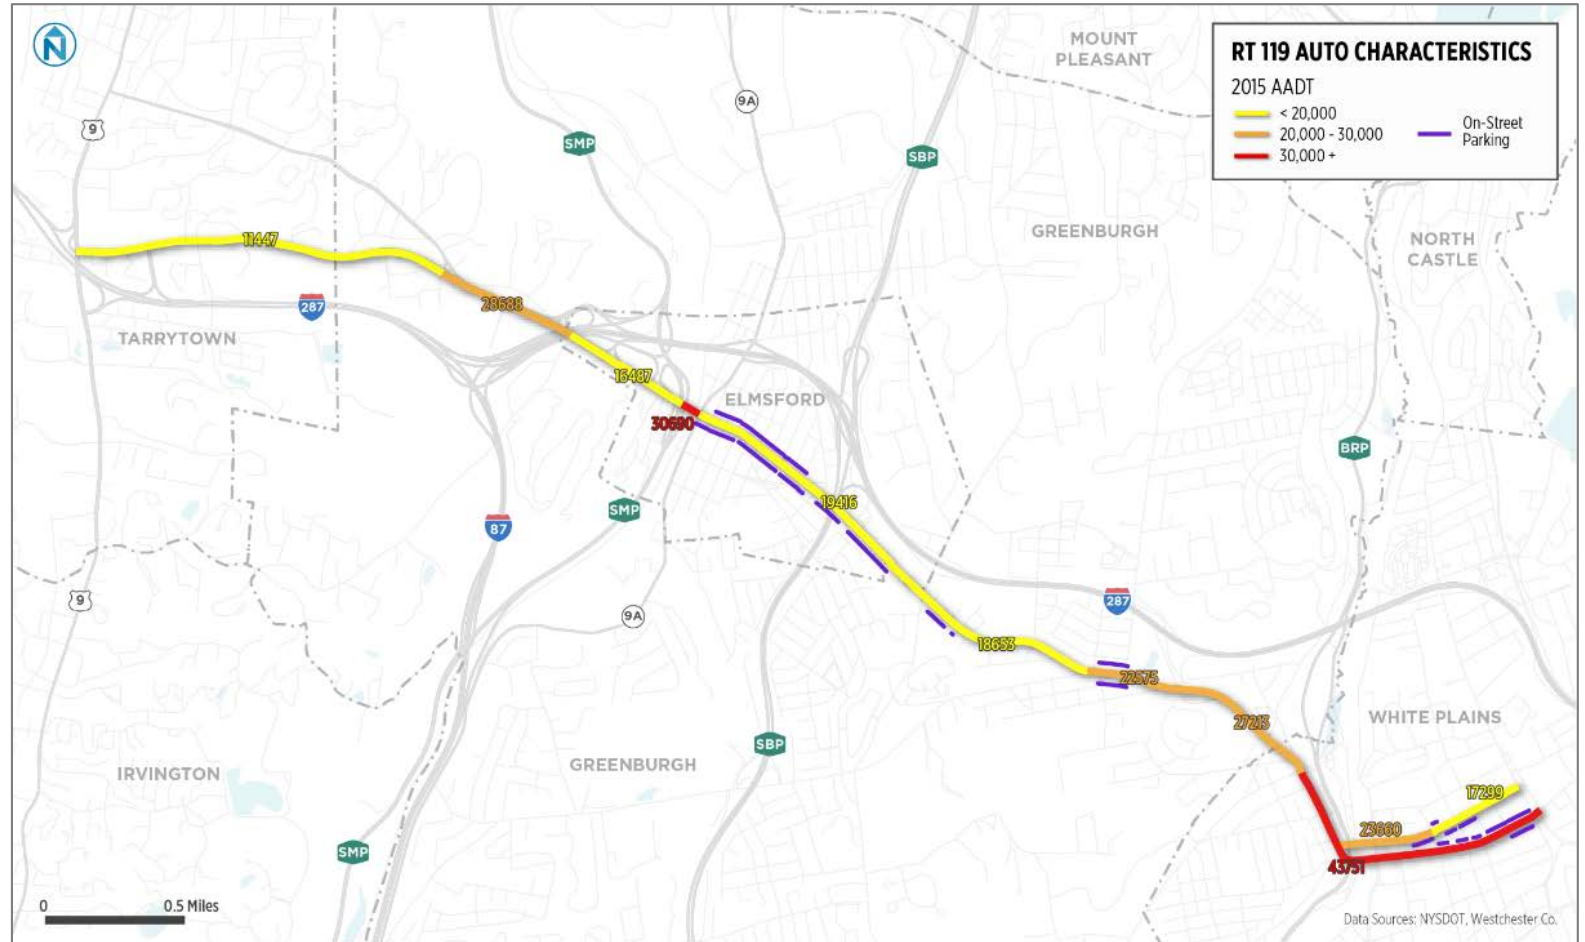 N
MOUNT
PLEASANT
RT 119 AUTO CHARACTERISTICS
2015 AADT
< 20,000
20,000 - 30,000
30,000 +
On-Street
Parking
9
9A
SMP
SBP
GREENBURGH
NORTH
CASTLE
11447
28688
287
TARRYTOWN
16487
ELMSFORD
30690
BRP
19416
SMP
87
9
9A
287
18653
22575
27213
WHITE PLAINS
SBP
GREENBURGH
IRVINGTON
17299
23660
43751
SMP
0
0.5 Miles
Data Sources: NYSDOT, Westchester Co.